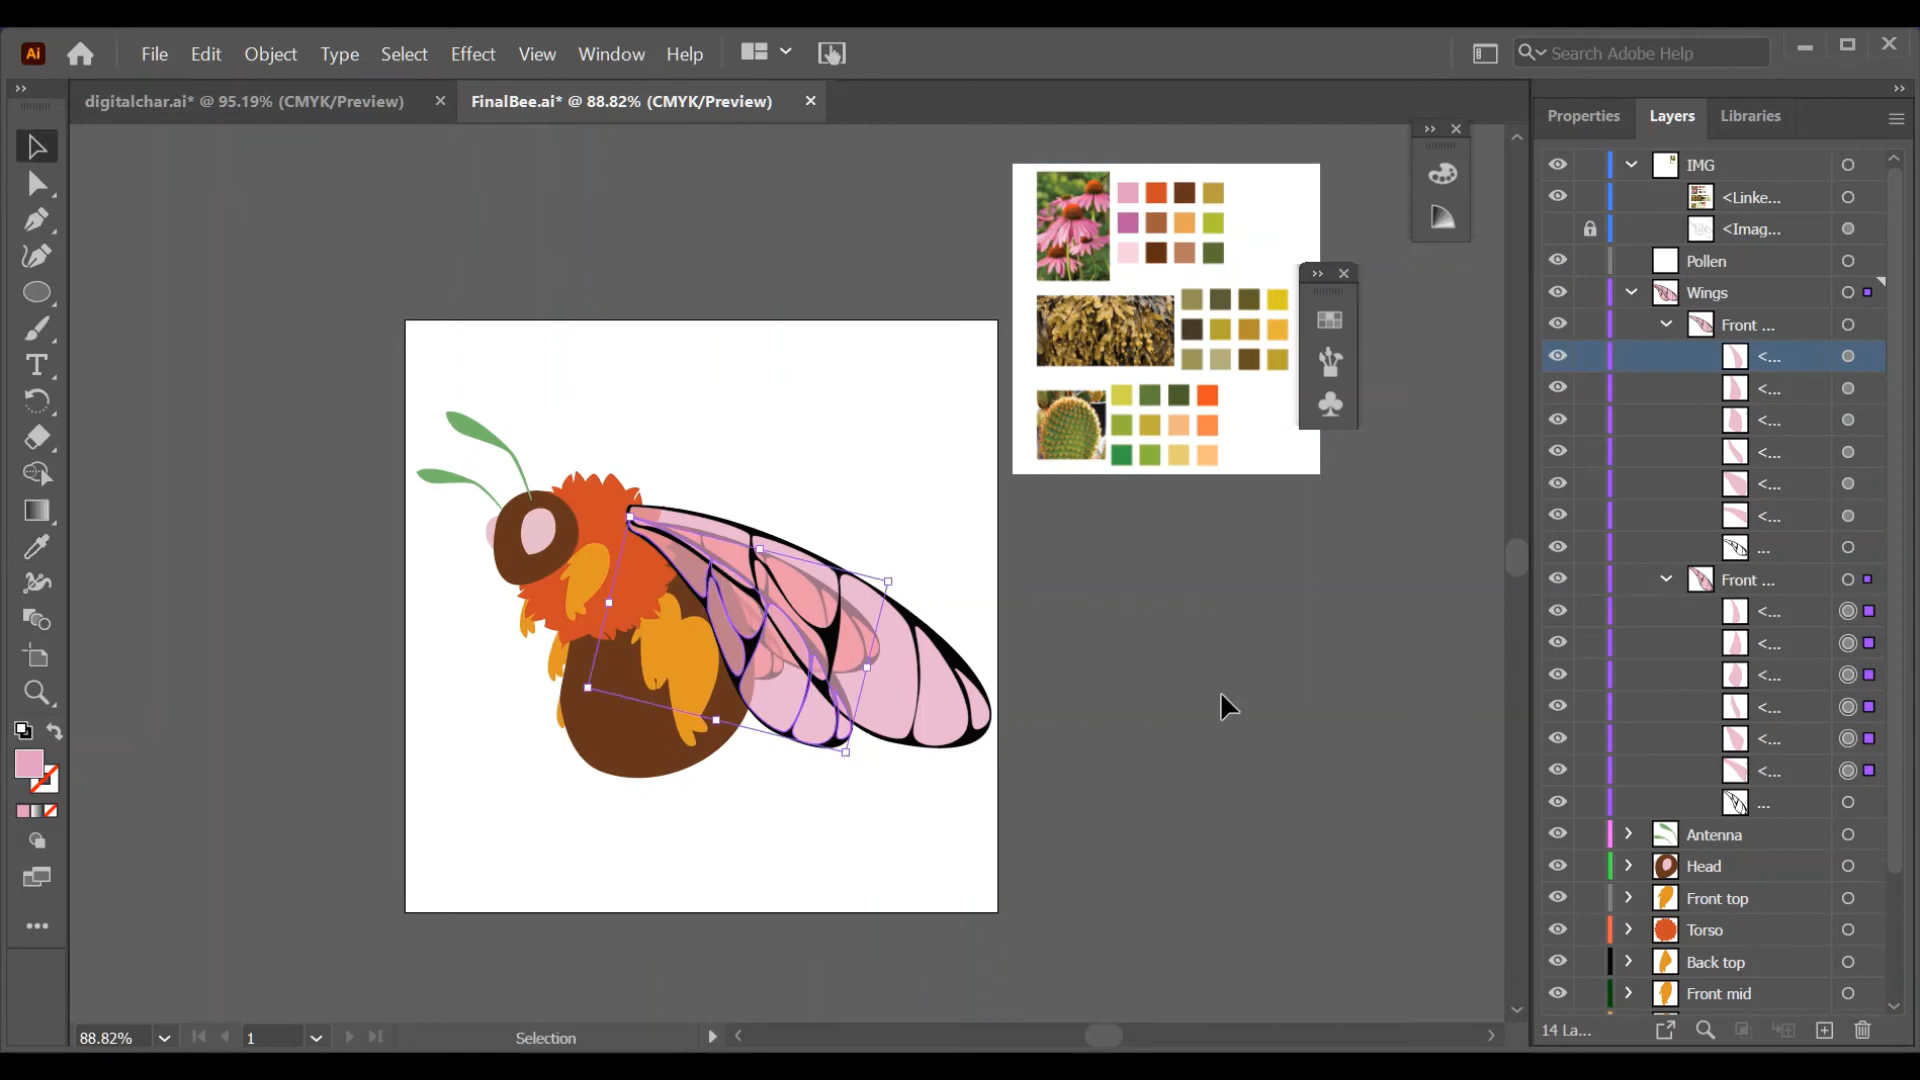 Ai
File Edit Object Type Select Effect View Window Help
Search Adobe Help
digitalchar.ai* @ 95.19% (CMYK/Preview)
FinalBee.ai* @ 88.82% (CMYK/Preview)
Properties Layers Libraries
IMG
<Linke...
<Imag...
Pollen
Wings
Front ...
<...
<...
<...
<...
<...
<...
...
Front ...
<...
<...
<...
<...
<...
<...
...
Antenna
Head
Front top
Torso
Back top
Front mid
T
88.82%
1
Selection
14 La...